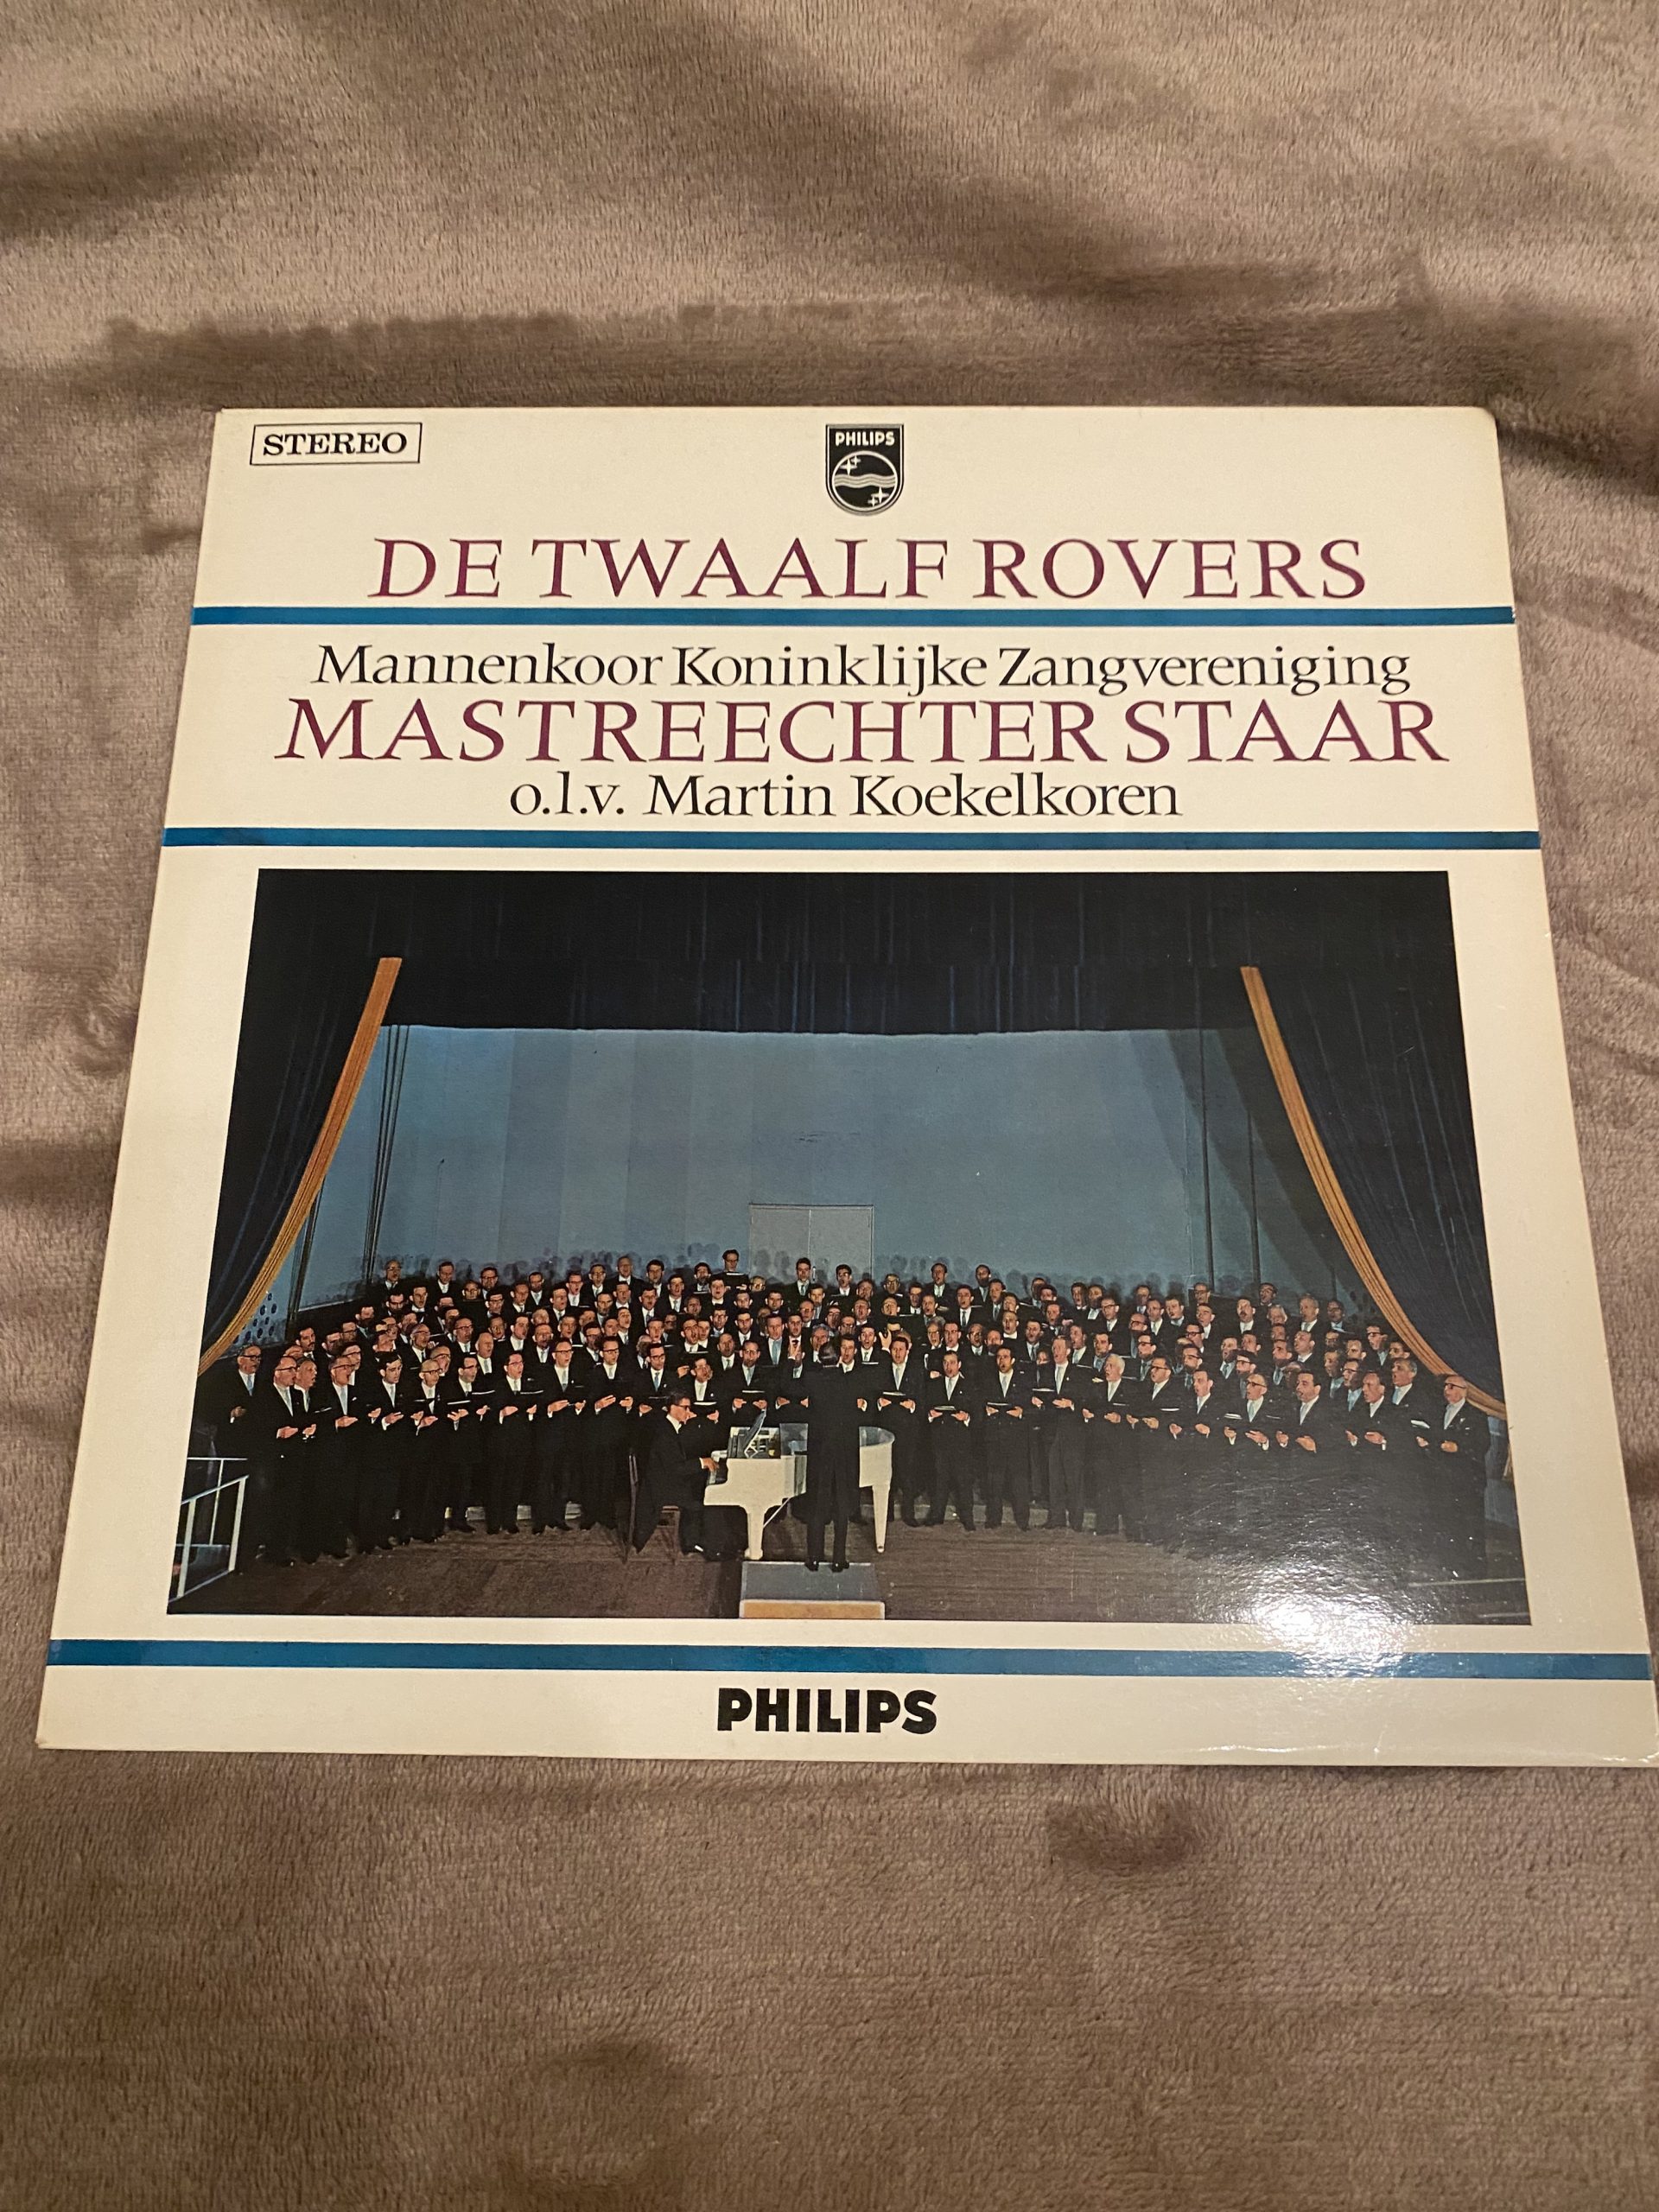 STEREO
PHILIPS
DE TWAALF ROVERS
Mannenkoor Koninklijke Zangvereniging
MASTREECHTER STAAR
o.l.v. Martin Koekelkoren
PHILIPS